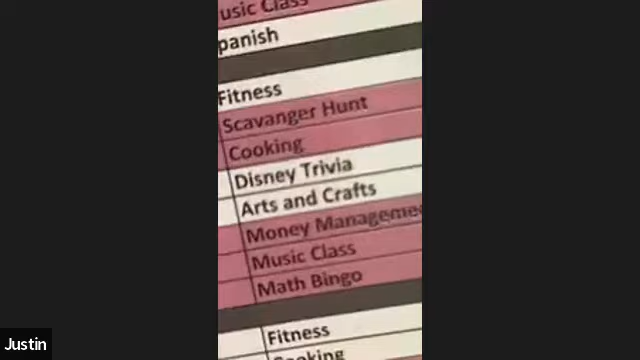 usic Class
panish
Fitness
Scavanger Hunt
Cooking
Disney Trivia
Arts and Crafts
Money Manageme
Music Class
Math Bingo
Fitness
Cooking
Justin